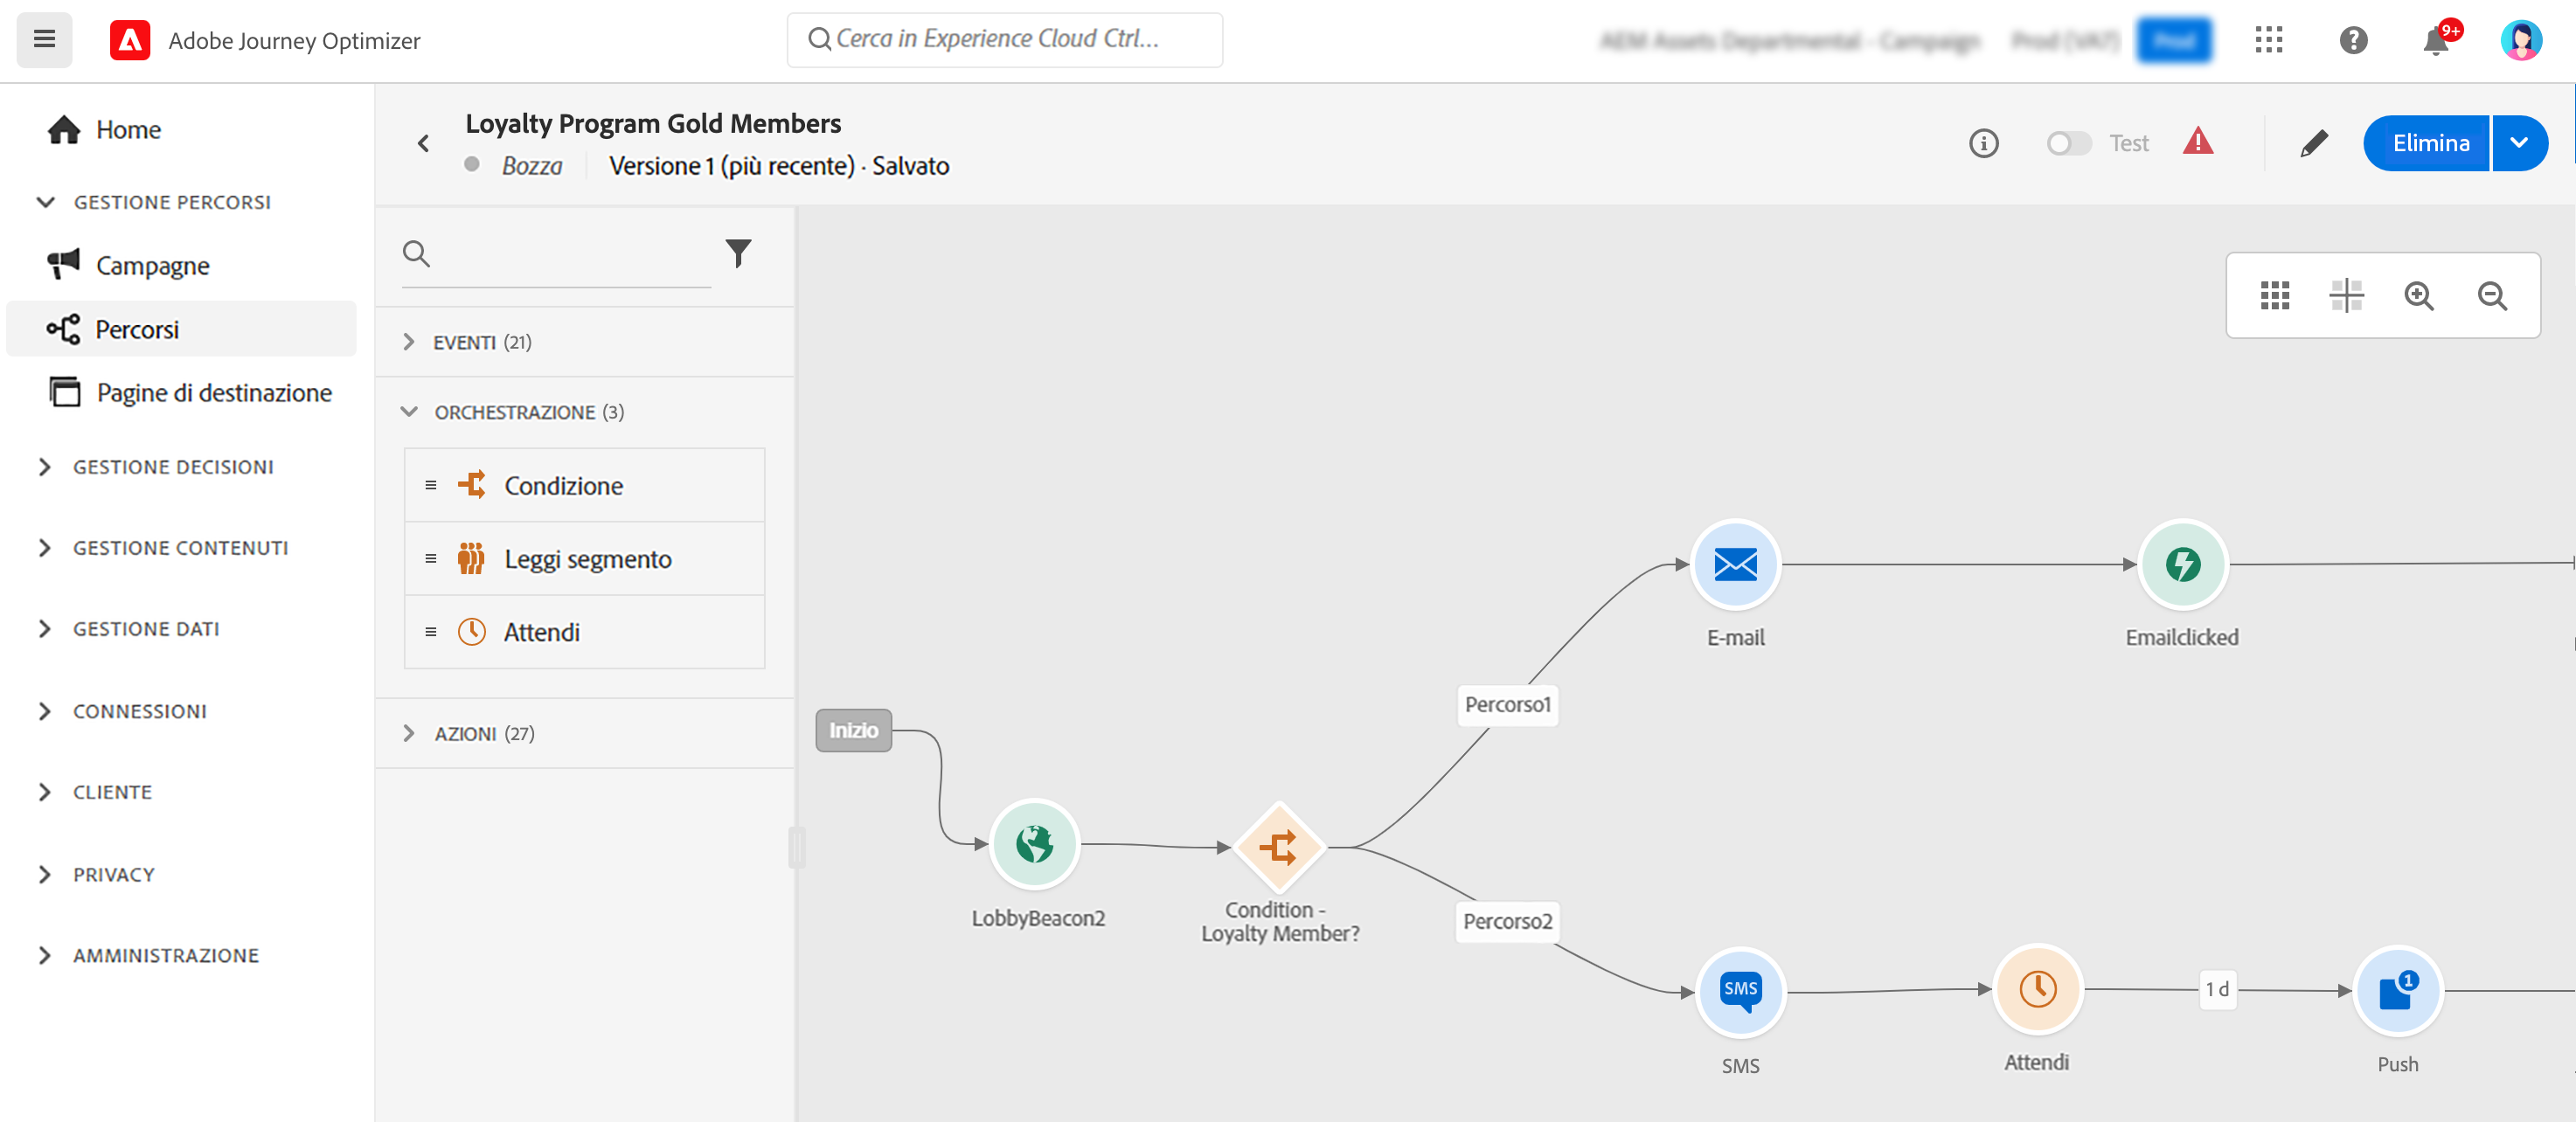 Adobe Journey Optimizer
Cerca in Experience Cloud Ctrl...
9+
Home
GESTIONE PERCORSI
Campagne
Percorsi
Pagine di destinazione
GESTIONE DECISIONI
GESTIONE CONTENUTI
GESTIONE DATI
CONNESSIONI
CLIENTE
PRIVACY
AMMINISTRAZIONE
Loyalty Program Gold Members
Bozza
Versione 1 (più recente) · Salvato
Test
Elimina
EVENTI (21)
ORCHESTRAZIONE (3)
Condizione
Leggi segmento
Attendi
AZIONI (27)
Inizio
LobbyBeacon2
Condition -
Loyalty Member?
Percorso1
E-mail
Emailclicked
Percorso2
SMS
SMS
Attendi
1 d
1
Push